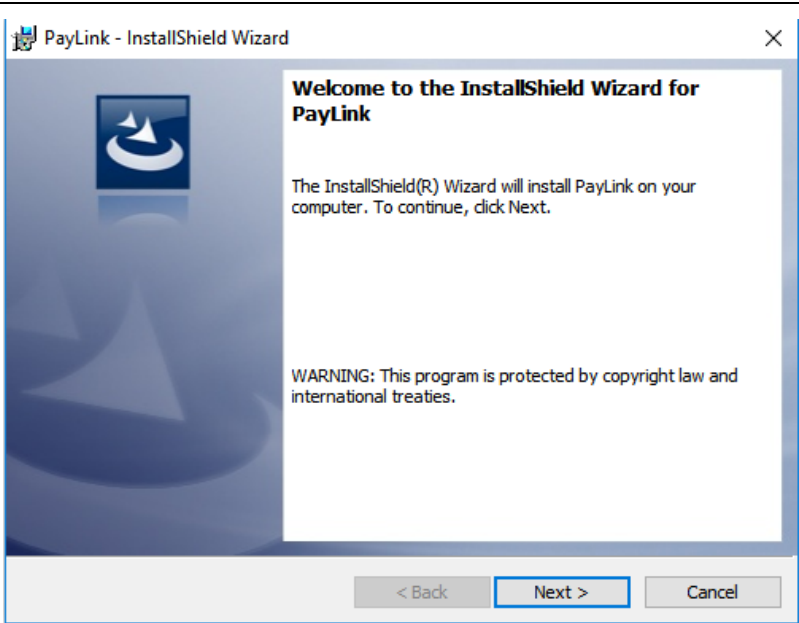 PayLink - InstallShield Wizard
Welcome to the InstallShield Wizard for
PayLink
The InstallShield(R) Wizard will install PayLink on your
computer. To continue, click Next.
WARNING: This program is protected by copyright law and
international treaties.
< Back Next > Cancel